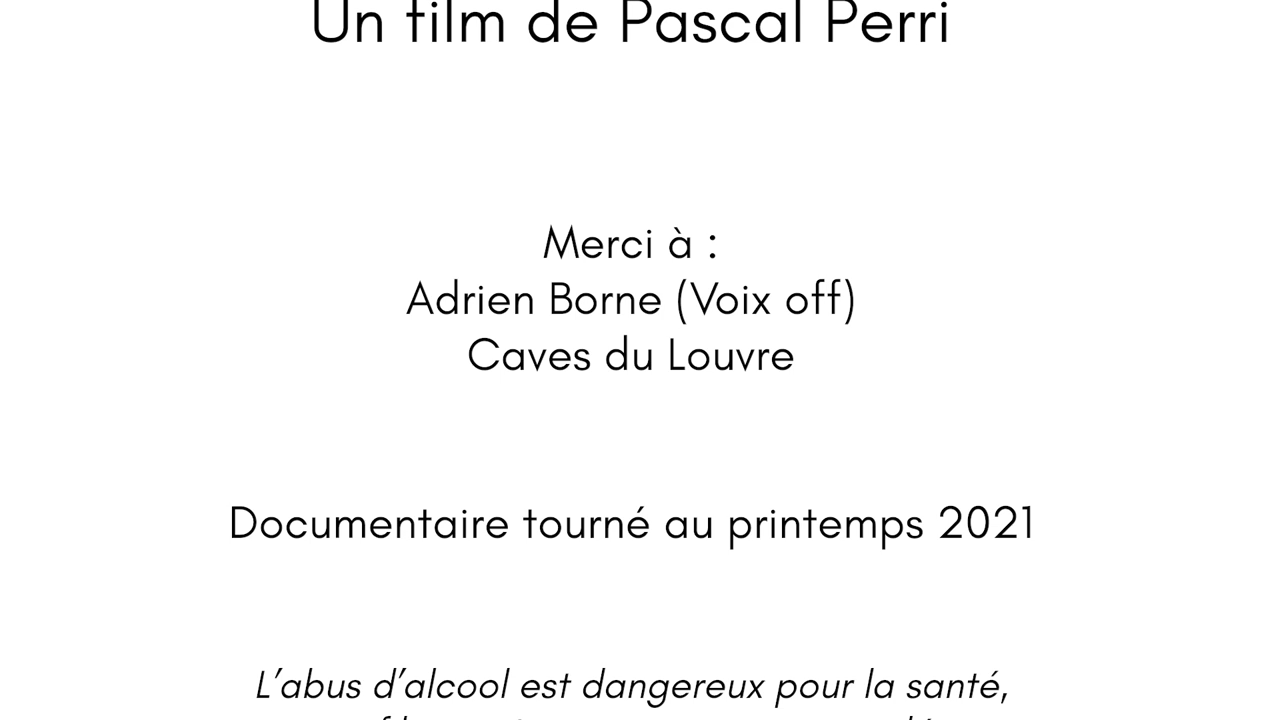 Un film de Pascal Perri
Merci à :
Adrien Borne (Voix off)
Caves du Louvre
Documentaire tourné au printemps 2021
L’abus d’alcool est dangereux pour la santé,